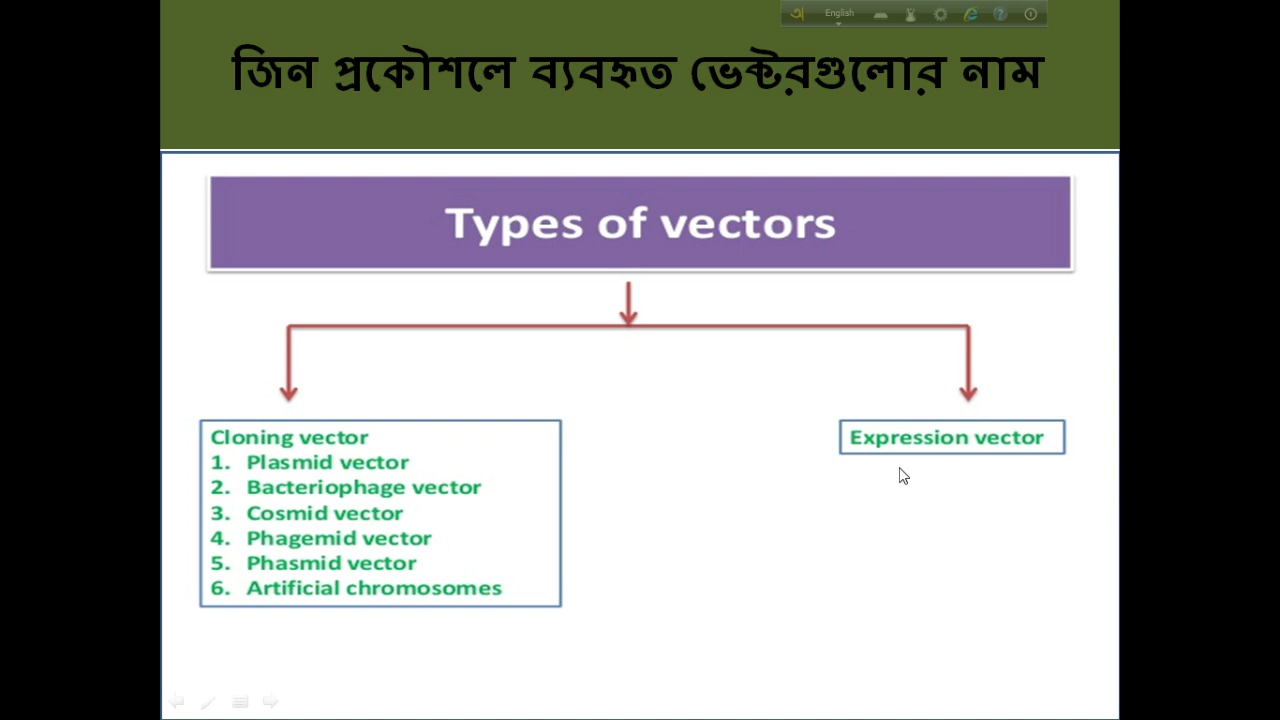 English
জিন প্রকৌশলে ব্যবহৃত ভেক্টরগুলোর নাম
Types of vectors
Cloning vector
1. Plasmid vector
2. Bacteriophage vector
3. Cosmid vector
4. Phagemid vector
5. Phasmid vector
6. Artificial chromosomes
Expression vector